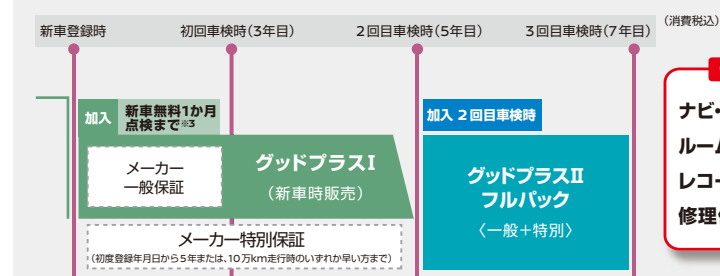 新車登録時
初回車検時(3年目)
2回目車検時(5年目)
3回目車検時(7年目)
(消費税込)
加入
新車無料1か月
点検まで※3
加入 2回目車検時
メーカー
一般保証
グッドプラスⅠ
(新車時販売)
グッドプラスⅡ
フルパック
〈一般+特別〉
メーカー特別保証
(初度登録年月日から5年または、10万km走行時のいずれか早い方まで)
ナビ・
ルーム
レコー
修理